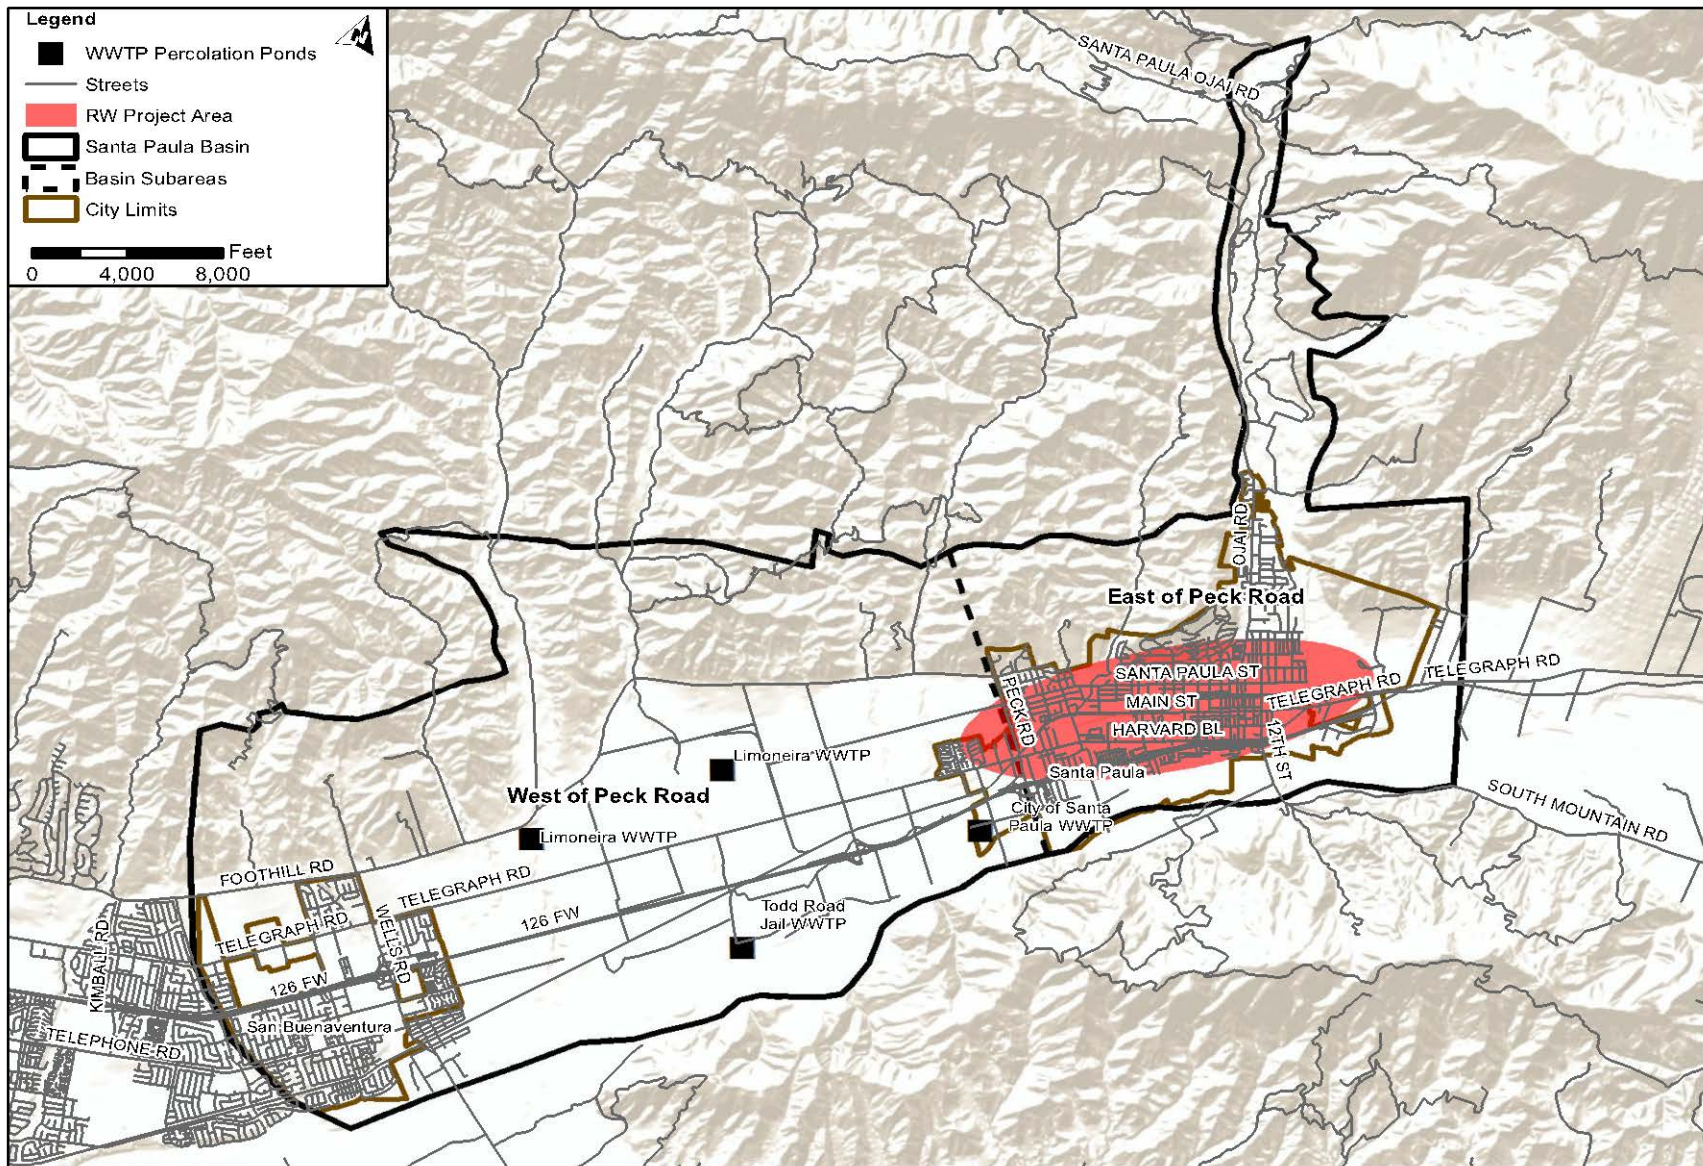 Legend
N
WWTP Percolation Ponds
Streets
RW Project Area
Santa Paula Basin
Basin Subareas
City Limits
Feet
0 4,000 8,000
SANTA PAULA OJAI RD
OJAI RD
East of Peck Road
SANTA PAULA ST
TELEGRAPH RD
TELEGRAPH RD
PECK RD
MAIN ST
HARVARD BL
12TH ST
Santa Paula
City of Santa
Paula WWTP
SOUTH MOUNTAIN RD
Limoneira WWTP
West of Peck Road
Limoneira WWTP
FOOTHILL RD
TELEGRAPH RD
126 FW
Todd Road
Jail WWTP
TELEGRAPH RD
WELLS RD
KIMBALL RD
126 FW
San Buenaventura
TELEPHONE RD